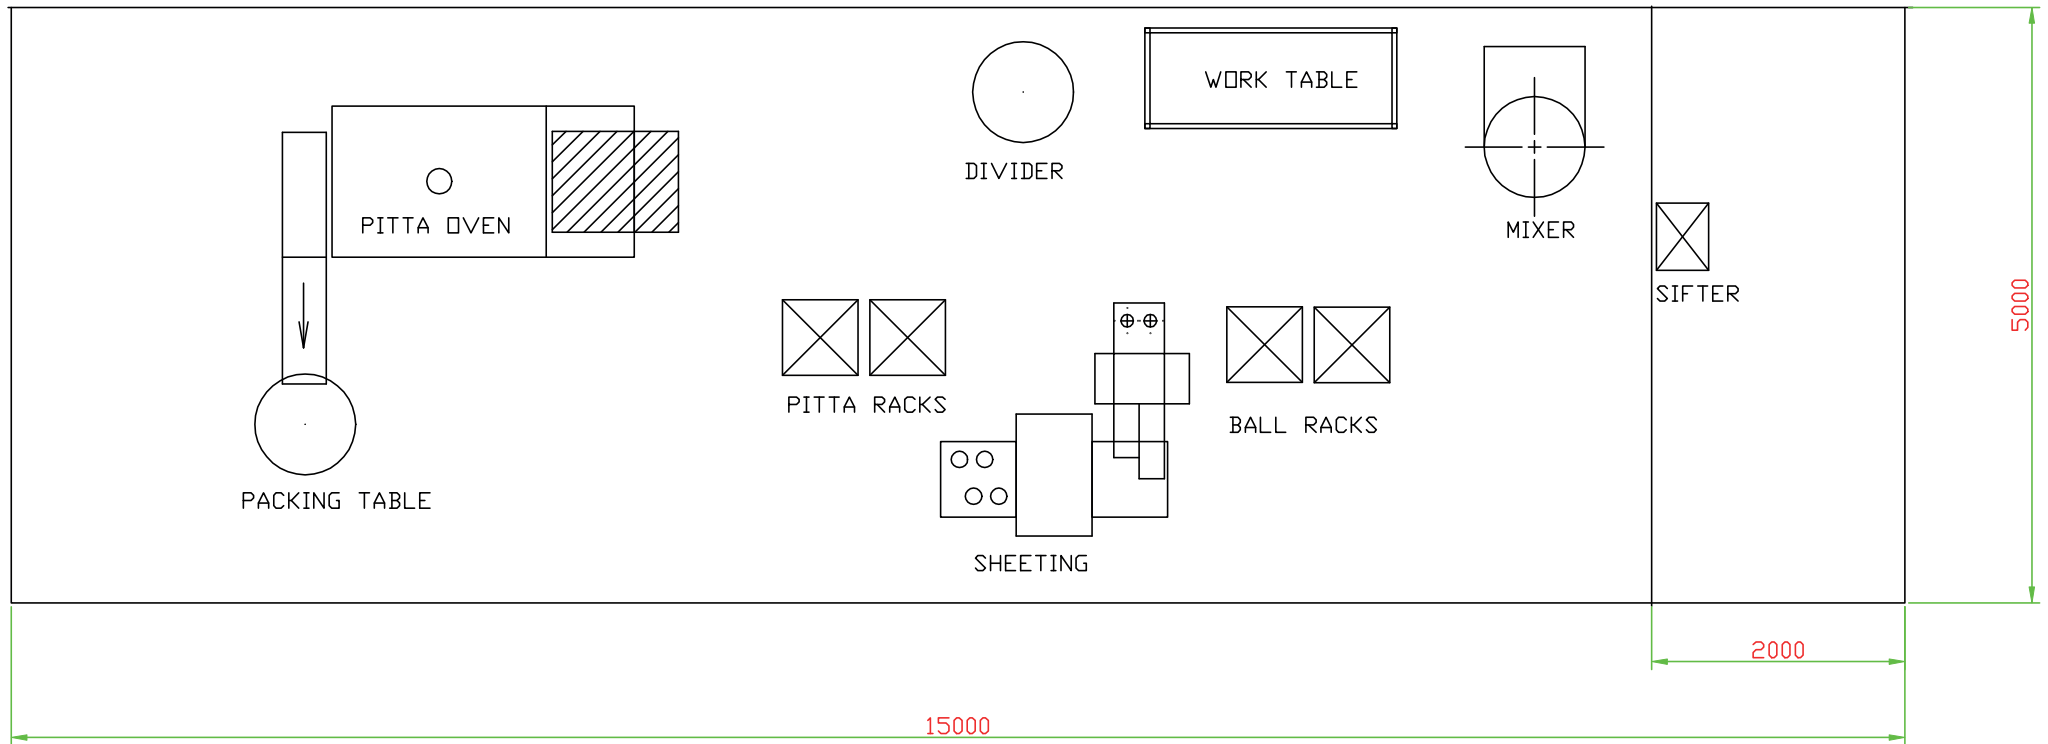 WORK TABLE
DIVIDER
PITTA OVEN
MIXER
SIFTER
5000
PITTA RACKS
BALL RACKS
PACKING TABLE
SHEETING
2000
15000